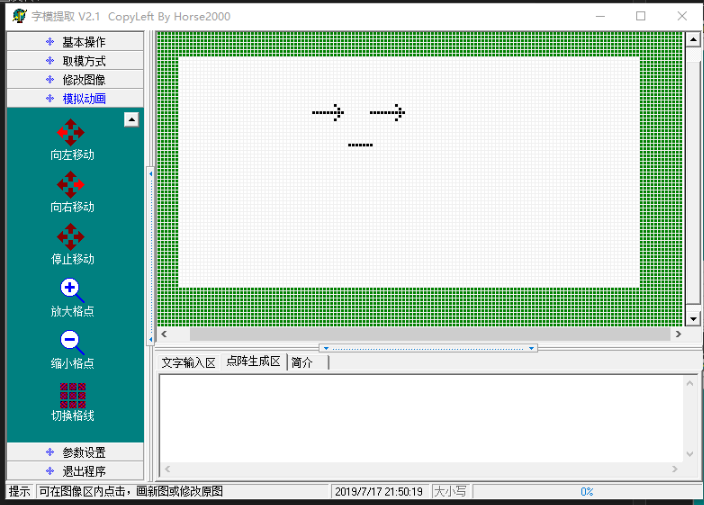 字模提取 V2.1 CopyLeft By Horse2000
基本操作
取模方式
修改图像
模拟动画
向左移动
向右移动
停止移动
放大格点
缩小格点
切换格线
参数设置
退出程序
文字输入区 点阵生成区 简介
提示 可在图像区内点击，画新图或修改原图 2019/7/17 21:50:19 大小写 0%